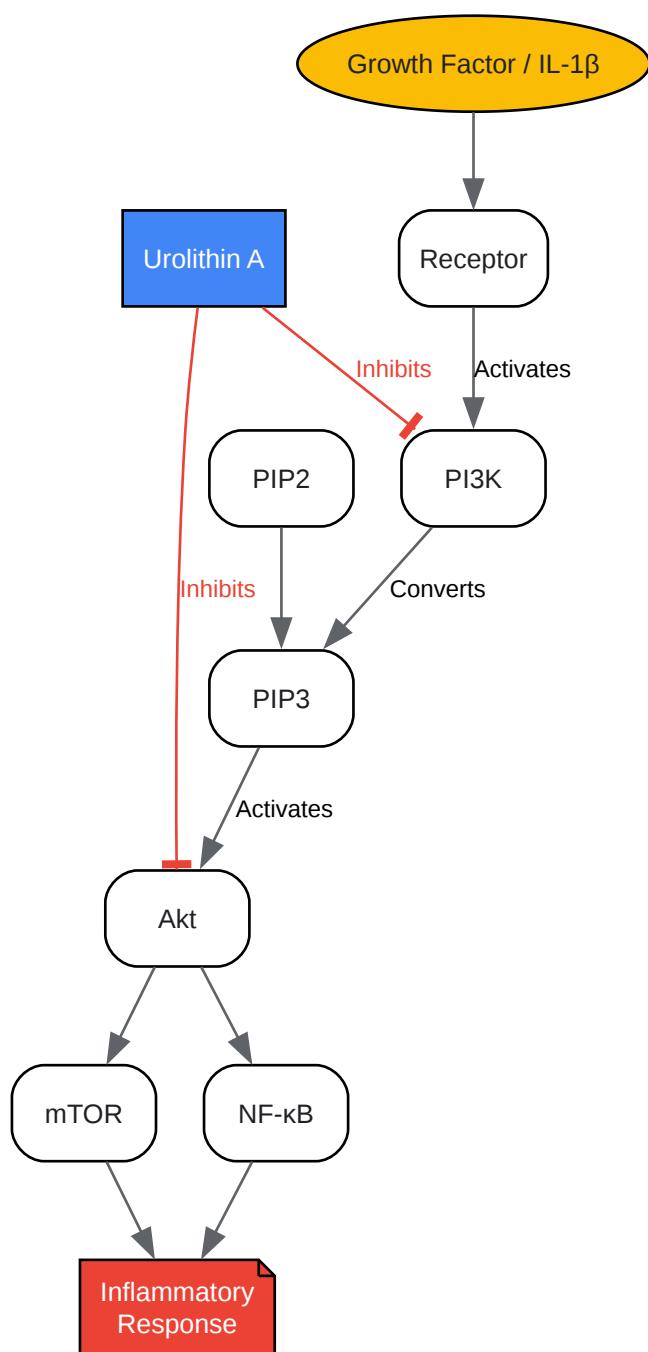 Growth Factor / IL-1β
Urolithin A
Receptor
Inhibits
Activates
PIP2
PI3K
Inhibits
Converts
PIP3
Activates
Akt
mTOR
NF-κB
Inflammatory
Response